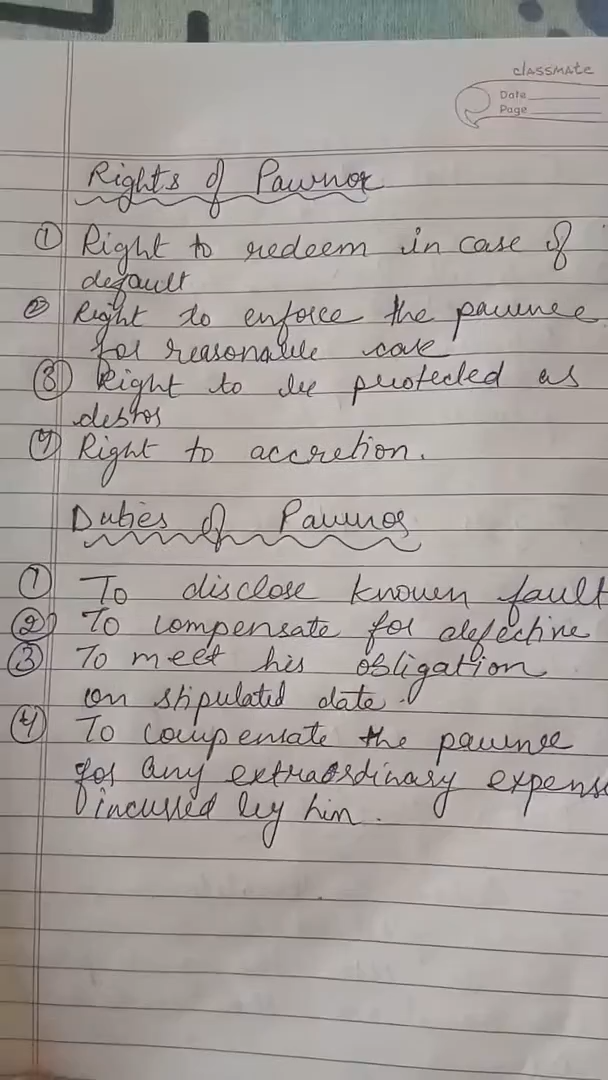 classmate
Date
Page
Rights of Pawnor
① Right to redeem in case of
default
② Right to enforce the pawnee
for reasonable care
③ Right to be protected as
debtor
④ Right to accretion.
Duties of Pawnor
① To disclose known fault
② To compensate for defective
③ To meet his obligation
on stipulated date.
④ To compensate the pawnee
for any extraordinary expens
incurred by him.